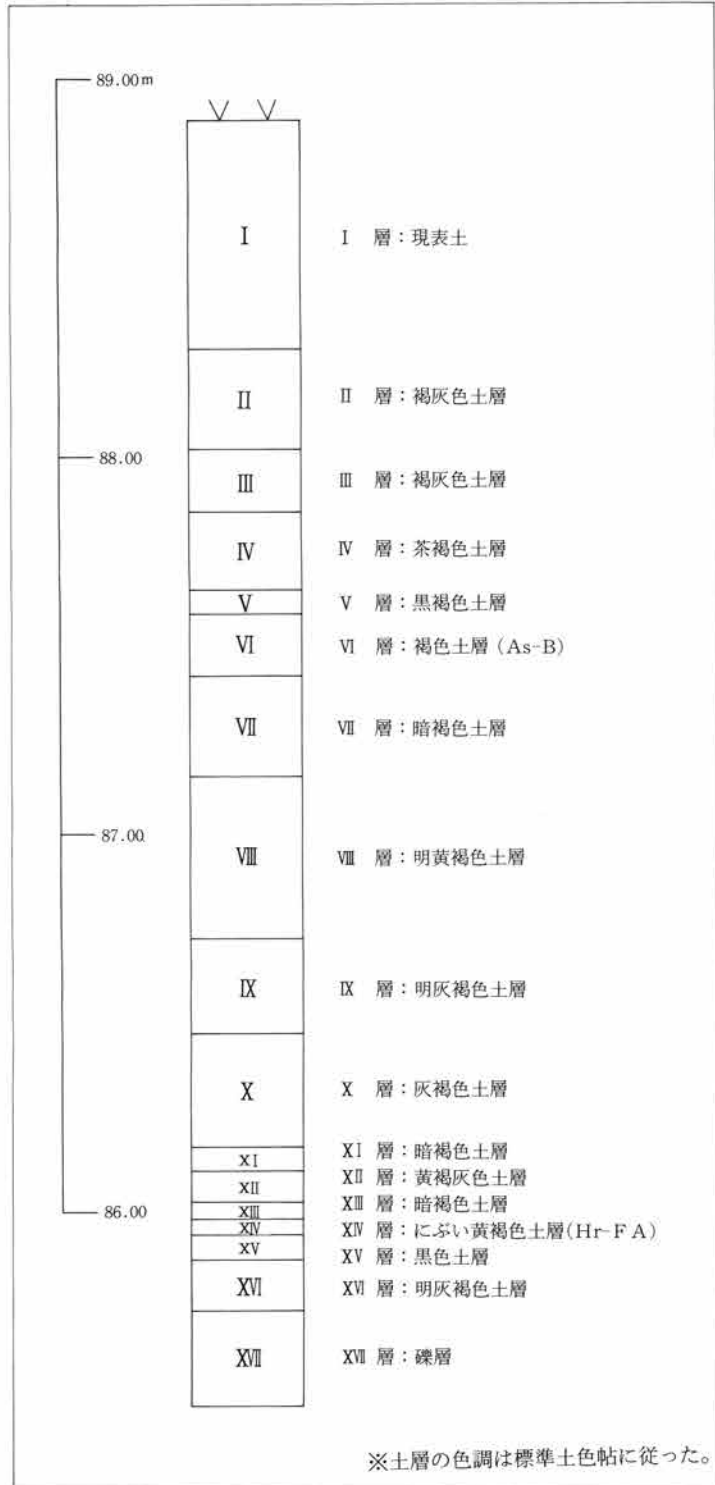 89.00m
I
I 層：現表土
II
II 層：褐灰色土層
88.00
III
III 層：褐灰色土層
IV
IV 層：茶褐色土層
V
V 層：黒褐色土層
VI
VI 層：褐色土層（As-B）
VII
VII 層：暗褐色土層
87.00
VIII
VIII 層：明黄褐色土層
IX
IX 層：明灰褐色土層
X
X 層：灰褐色土層
XI
XI 層：暗褐色土層
XII
XII 層：黄褐灰色土層
86.00
XIII
XIII 層：暗褐色土層
XIV
XIV 層：にぶい黄褐色土層(Hr-FA)
XV
XV 層：黒色土層
XVI
XVI 層：明灰褐色土層
XVII
XVII 層：礫層
※土層の色調は標準土色帖に従った。